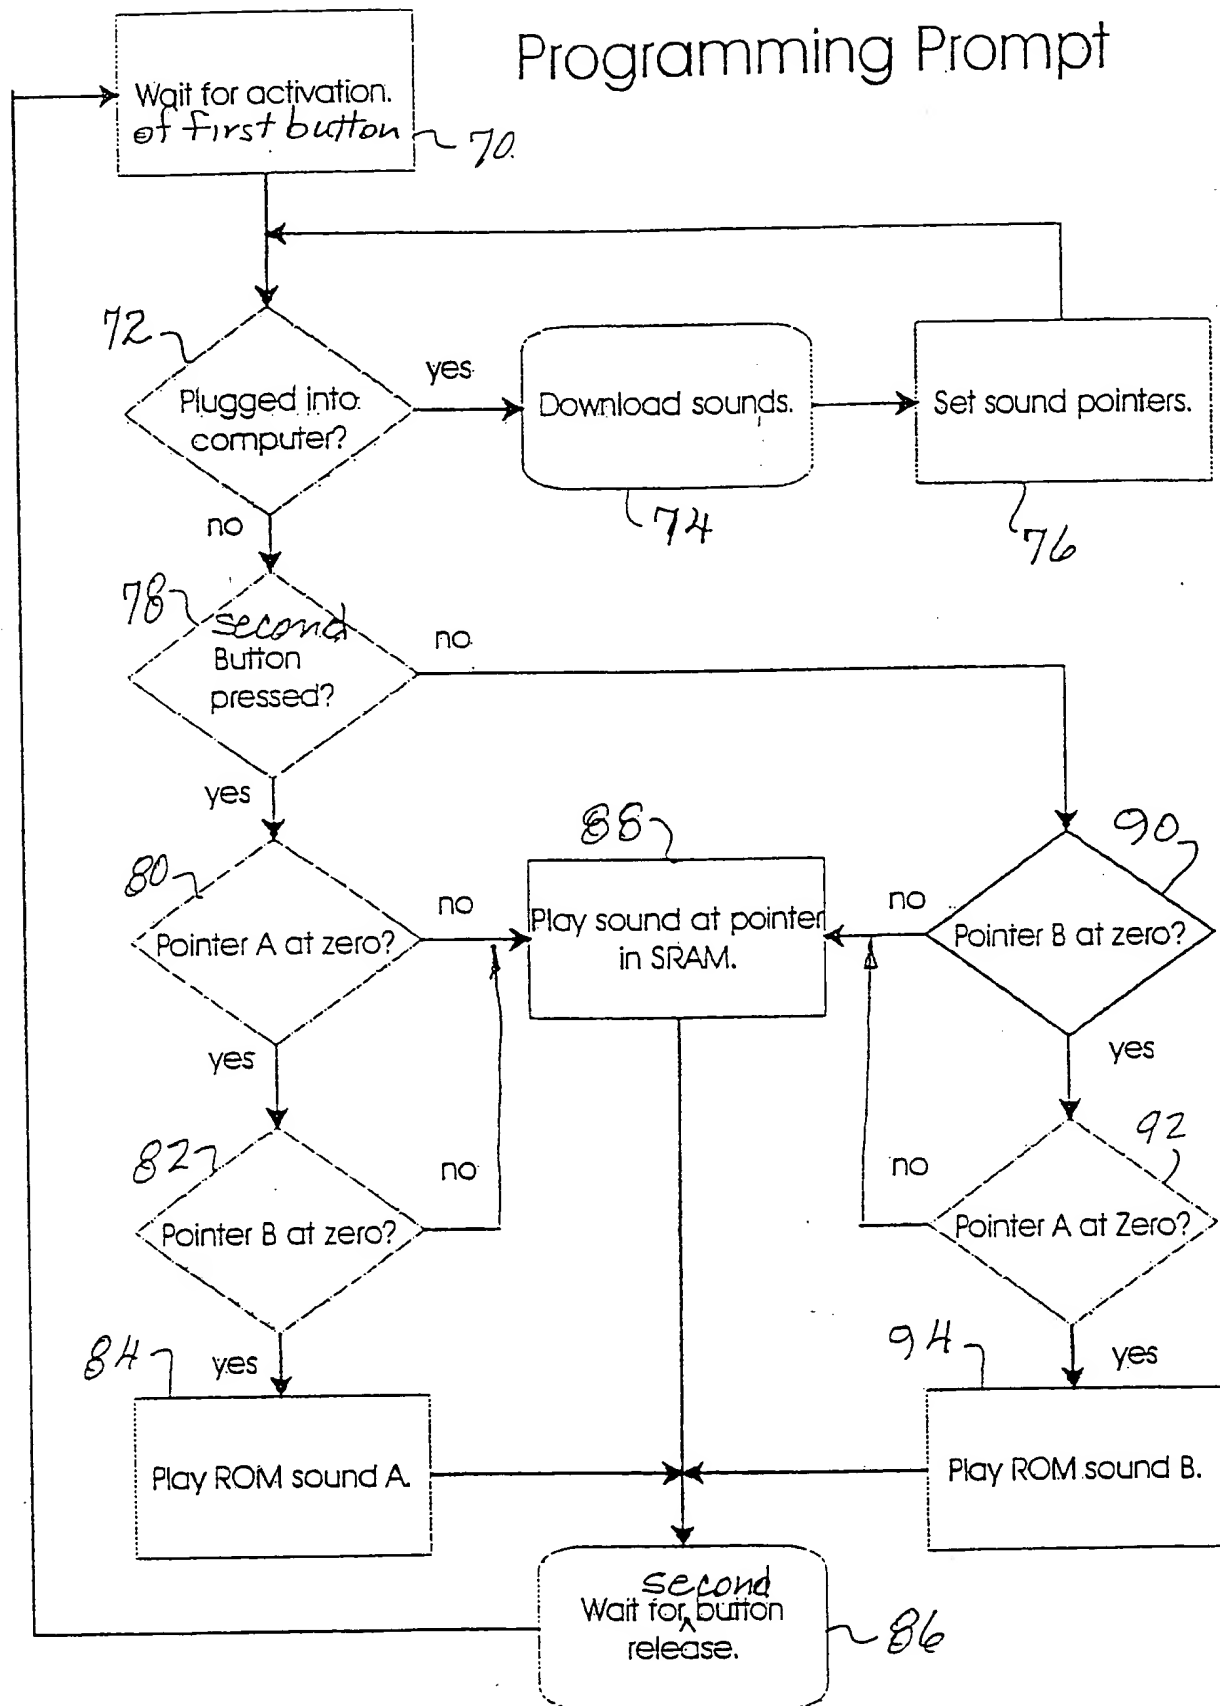 Programming Prompt
Wait for activation.
of first button
70
72
Plugged into
computer?
yes
Download sounds.
74
Set sound pointers.
76
no
78
second
Button
pressed?
no
yes
80
Pointer A at zero?
no
88
Play sound at pointer
in SRAM.
90
no
Pointer B at zero?
yes
yes
82
Pointer B at zero?
no
92
no
Pointer A at Zero?
84
yes
94
yes
Play ROM sound A.
Play ROM sound B.
second
Wait for button
release.
86